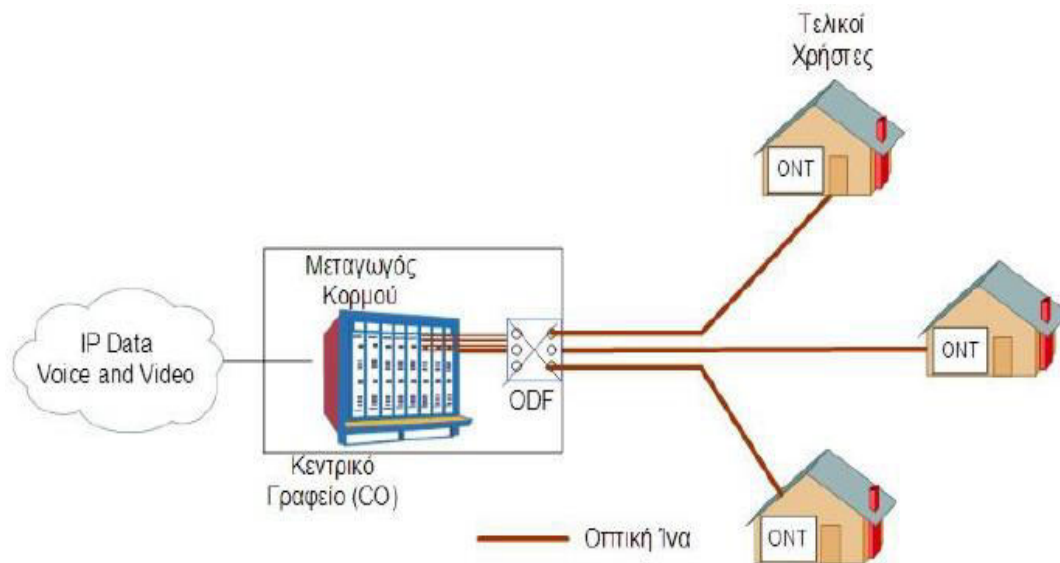 Τελικοί
Χρήστες
ONT
Μεταγωγός
Κορμού
IP Data
Voice and Video
ODF
ONT
Κεντρικό
Γραφείο (CO)
Οπτική Ίνα
ONT